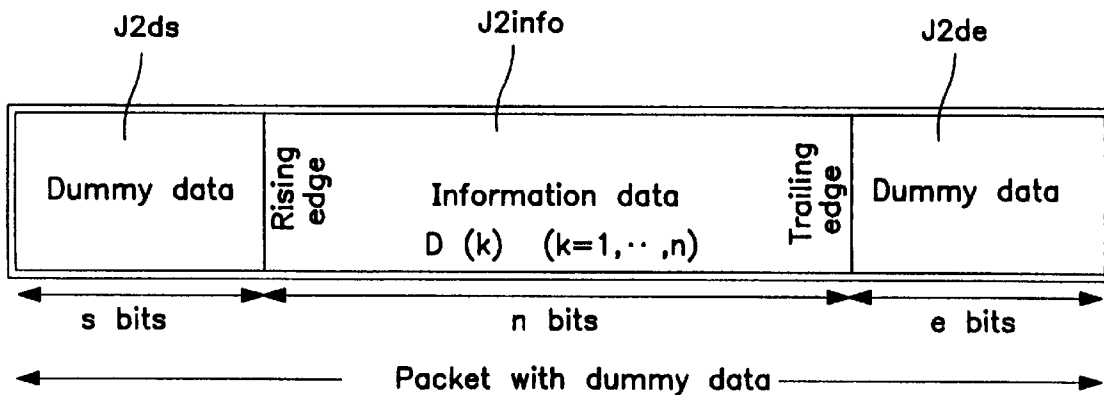 J2ds
J2info
J2de
Dummy data
Rising
edge
Information data
D (k) (k=1,·· ,n)
Trailing
edge
Dummy data
s bits
n bits
e bits
Packet with dummy data